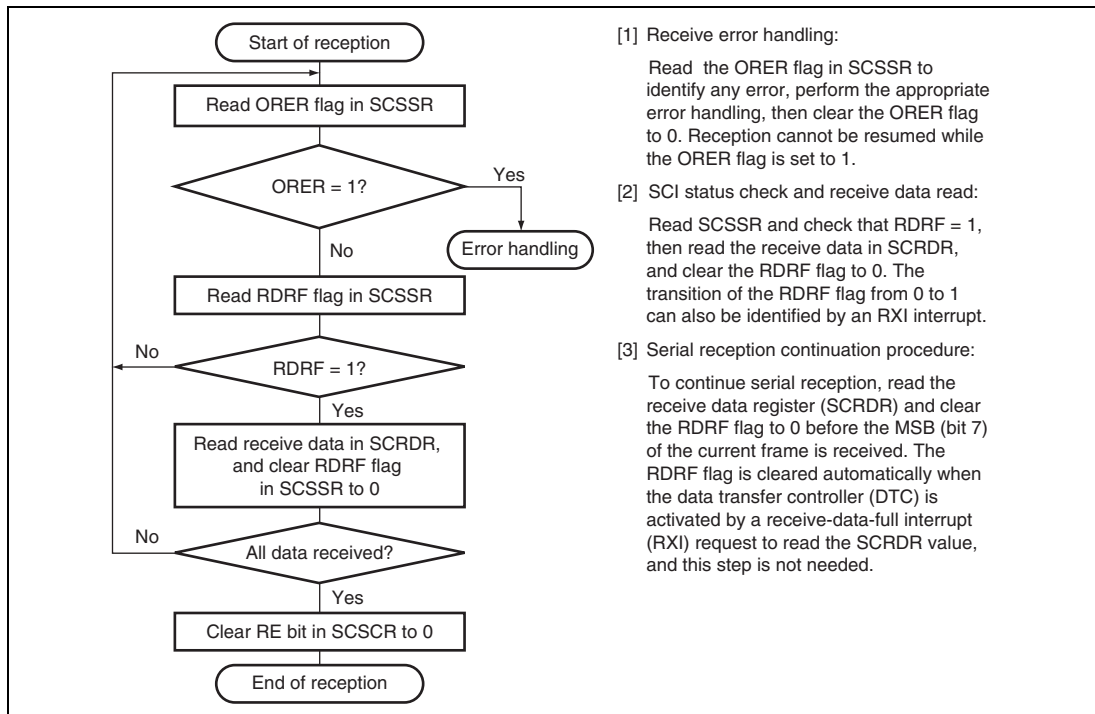 Start of reception
Read ORER flag in SCSSR
ORER = 1?
Yes
Error handling
No
Read RDRF flag in SCSSR
No
RDRF = 1?
Yes
Read receive data in SCRDR,
and clear RDRF flag
in SCSSR to 0
No
All data received?
Yes
Clear RE bit in SCSCR to 0
End of reception
[1] Receive error handling:
Read the ORER flag in SCSSR to
identify any error, perform the appropriate
error handling, then clear the ORER flag
to 0. Reception cannot be resumed while
the ORER flag is set to 1.
[2] SCI status check and receive data read:
Read SCSSR and check that RDRF = 1,
then read the receive data in SCRDR,
and clear the RDRF flag to 0. The
transition of the RDRF flag from 0 to 1
can also be identified by an RXI interrupt.
[3] Serial reception continuation procedure:
To continue serial reception, read the
receive data register (SCRDR) and clear
the RDRF flag to 0 before the MSB (bit 7)
of the current frame is received. The
RDRF flag is cleared automatically when
the data transfer controller (DTC) is
activated by a receive-data-full interrupt
(RXI) request to read the SCRDR value,
and this step is not needed.